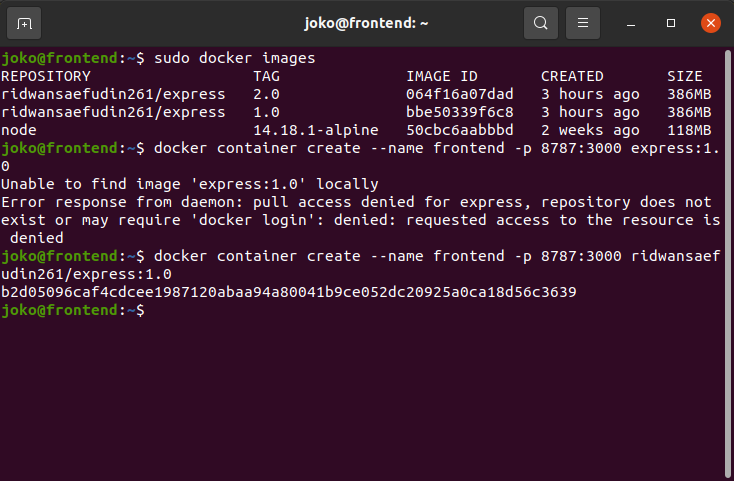 joko@frontend: ~
joko@frontend:~$ sudo docker images
REPOSITORY TAG IMAGE ID CREATED SIZE
ridwansaefudin261/express 2.0 064f16a07dad 3 hours ago 386MB
ridwansaefudin261/express 1.0 bbe50339f6c8 3 hours ago 386MB
node 14.18.1-alpine 50cbc6aabbbd 2 weeks ago 118MB
joko@frontend:~$ docker container create --name frontend -p 8787:3000 express:1.
0
Unable to find image 'express:1.0' locally
Error response from daemon: pull access denied for express, repository does not
exist or may require 'docker login': denied: requested access to the resource is
denied
joko@frontend:~$ docker container create --name frontend -p 8787:3000 ridwansaef
udin261/express:1.0
b2d05096caf4cdcee1987120abaa94a80041b9ce052dc20925a0ca18d56c3639
joko@frontend:~$